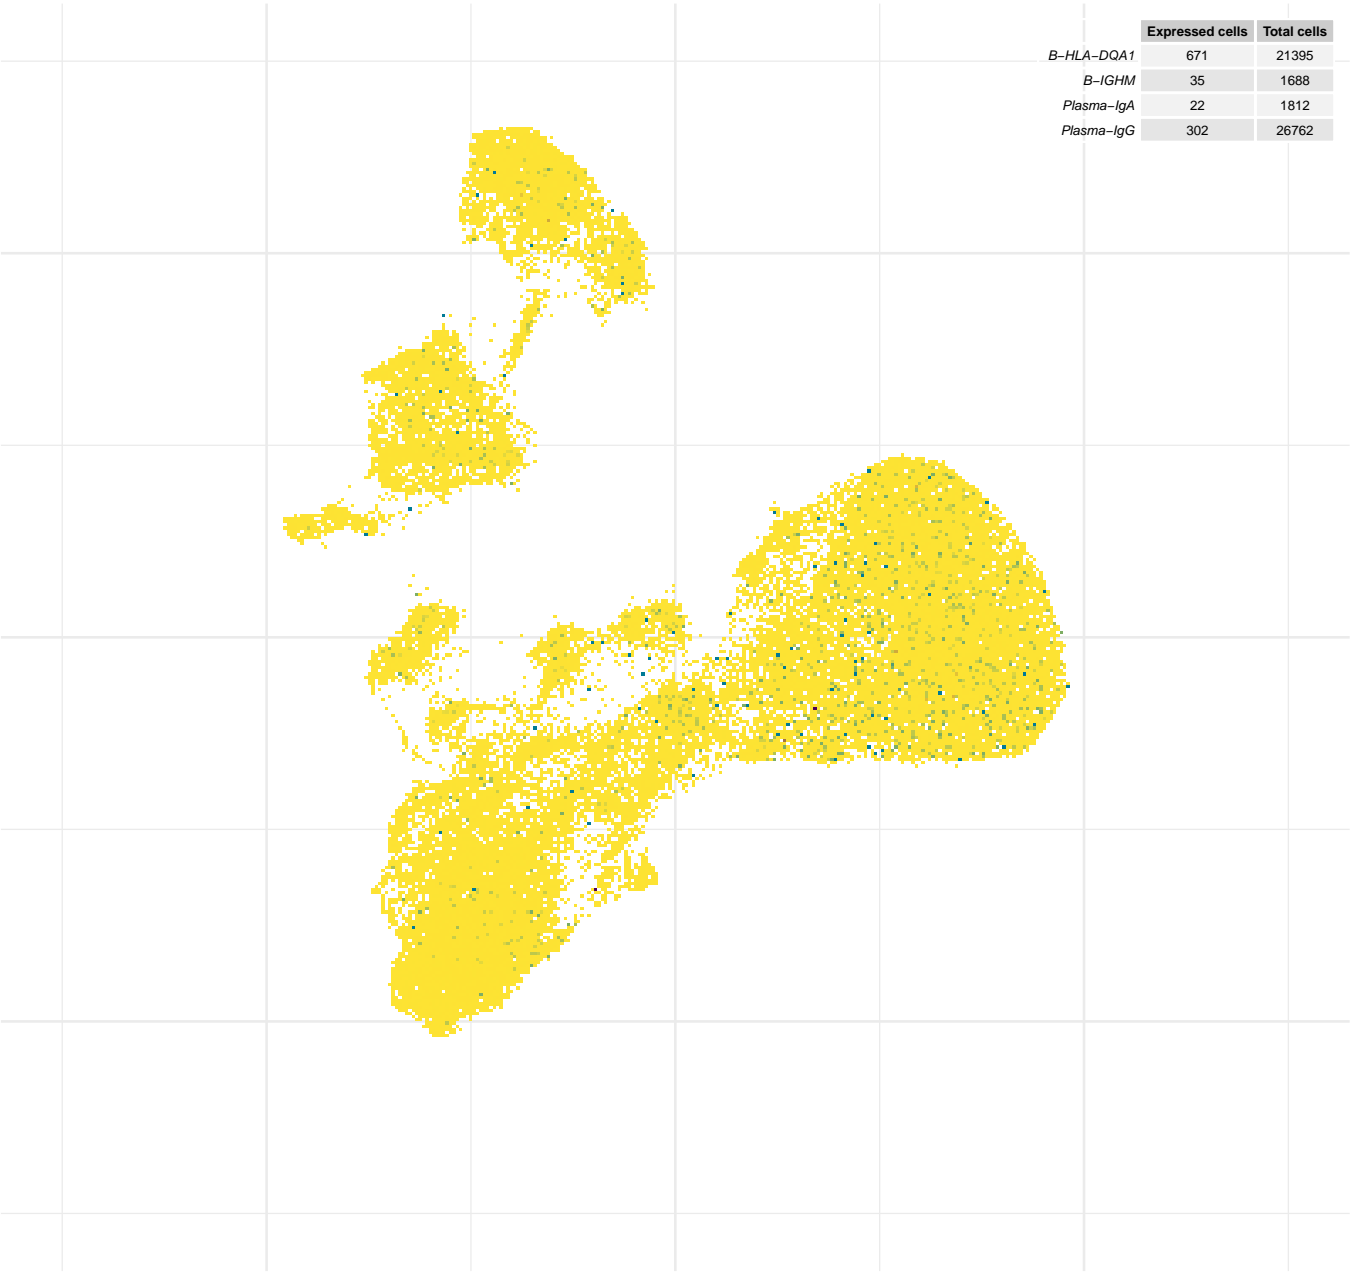 Expressed cells Total cells
B−HLA−DQA1 671 21395
B−IGHM 35 1688
Plasma−IgA 22 1812
Plasma−IgG 302 26762